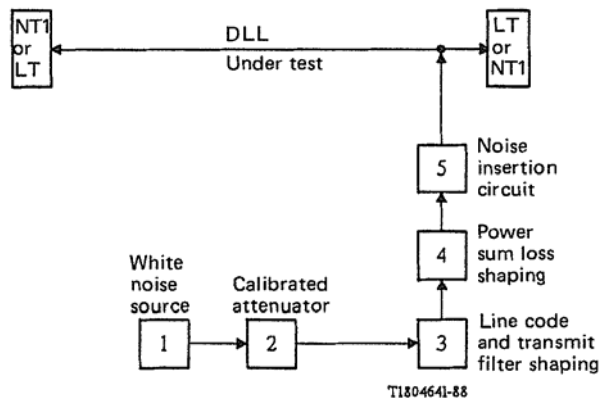 NT1
or
LT
DLL
Under test
LT
or
NT1
5
Noise
insertion
circuit
4
Power
sum loss
shaping
White
noise
source
Calibrated
attenuator
1
2
3
Line code
and transmit
filter shaping
T1804641-88